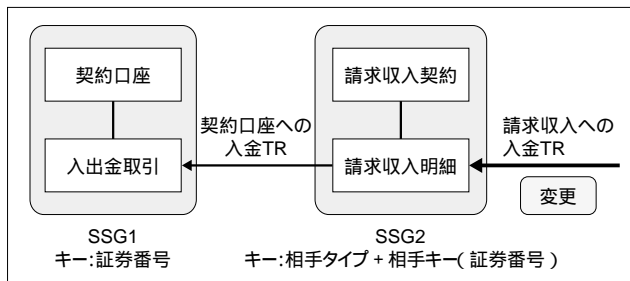 契約口座
入出金取引
請求収入契約
請求収入明細
契約口座への
入金TR
請求収入への
入金TR
変更
SSG1
キー:証券番号
SSG2
キー:相手タイプ + 相手キー( 証券番号 )